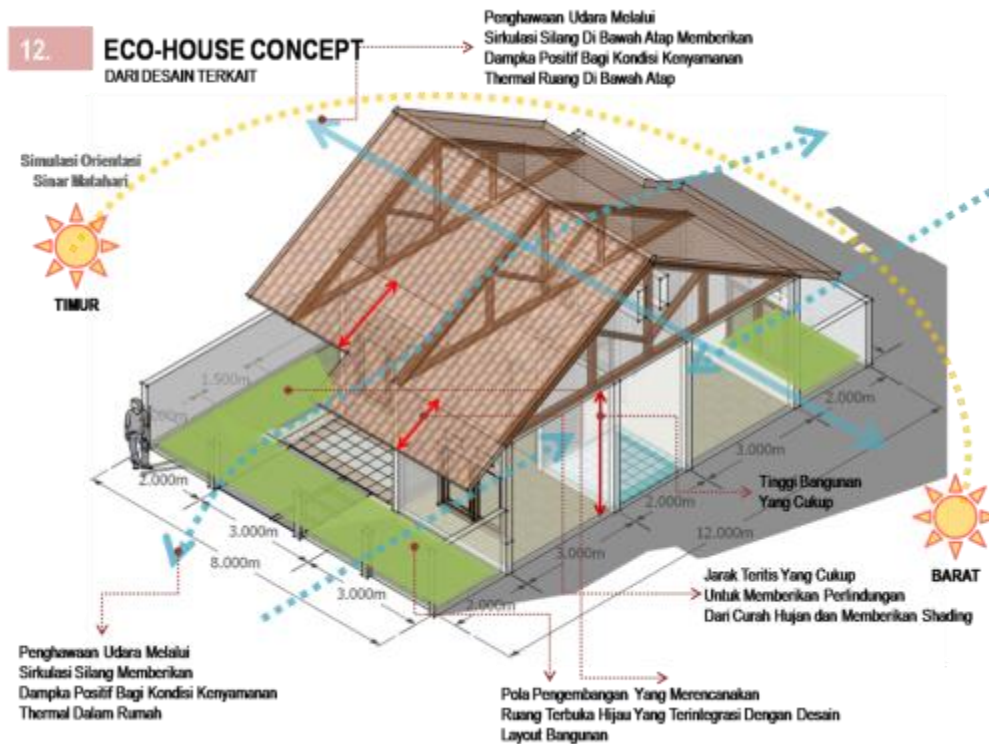 12.
ECO-HOUSE CONCEPT
DARI DESAIN TERKAIT
Penghawaan Udara Melalui
Sirkulasi Silang Di Bawah Atap Memberikan
Dampka Positif Bagi Kondisi Kenyamanan
Thermal Ruang Di Bawah Atap
Simulasi Orientasi
Sinar Matahari
TIMUR
1.500m
2.000m
3.000m
8.000m
3.000m
2.000m
3.000m
2.000m
3.000m
2.000m
12.000m
Tinggi Bangunan
Yang Cukup
BARAT
Jarak Teritis Yang Cukup
Untuk Memberikan Perlindungan
Dari Curah Hujan dan Memberikan Shading
Penghawaan Udara Melalui
Sirkulasi Silang Memberikan
Dampka Positif Bagi Kondisi Kenyamanan
Thermal Dalam Rumah
Pola Pengembangan Yang Merencanakan
Ruang Terbuka Hijau Yang Terintegrasi Dengan Desain
Layout Bangunan